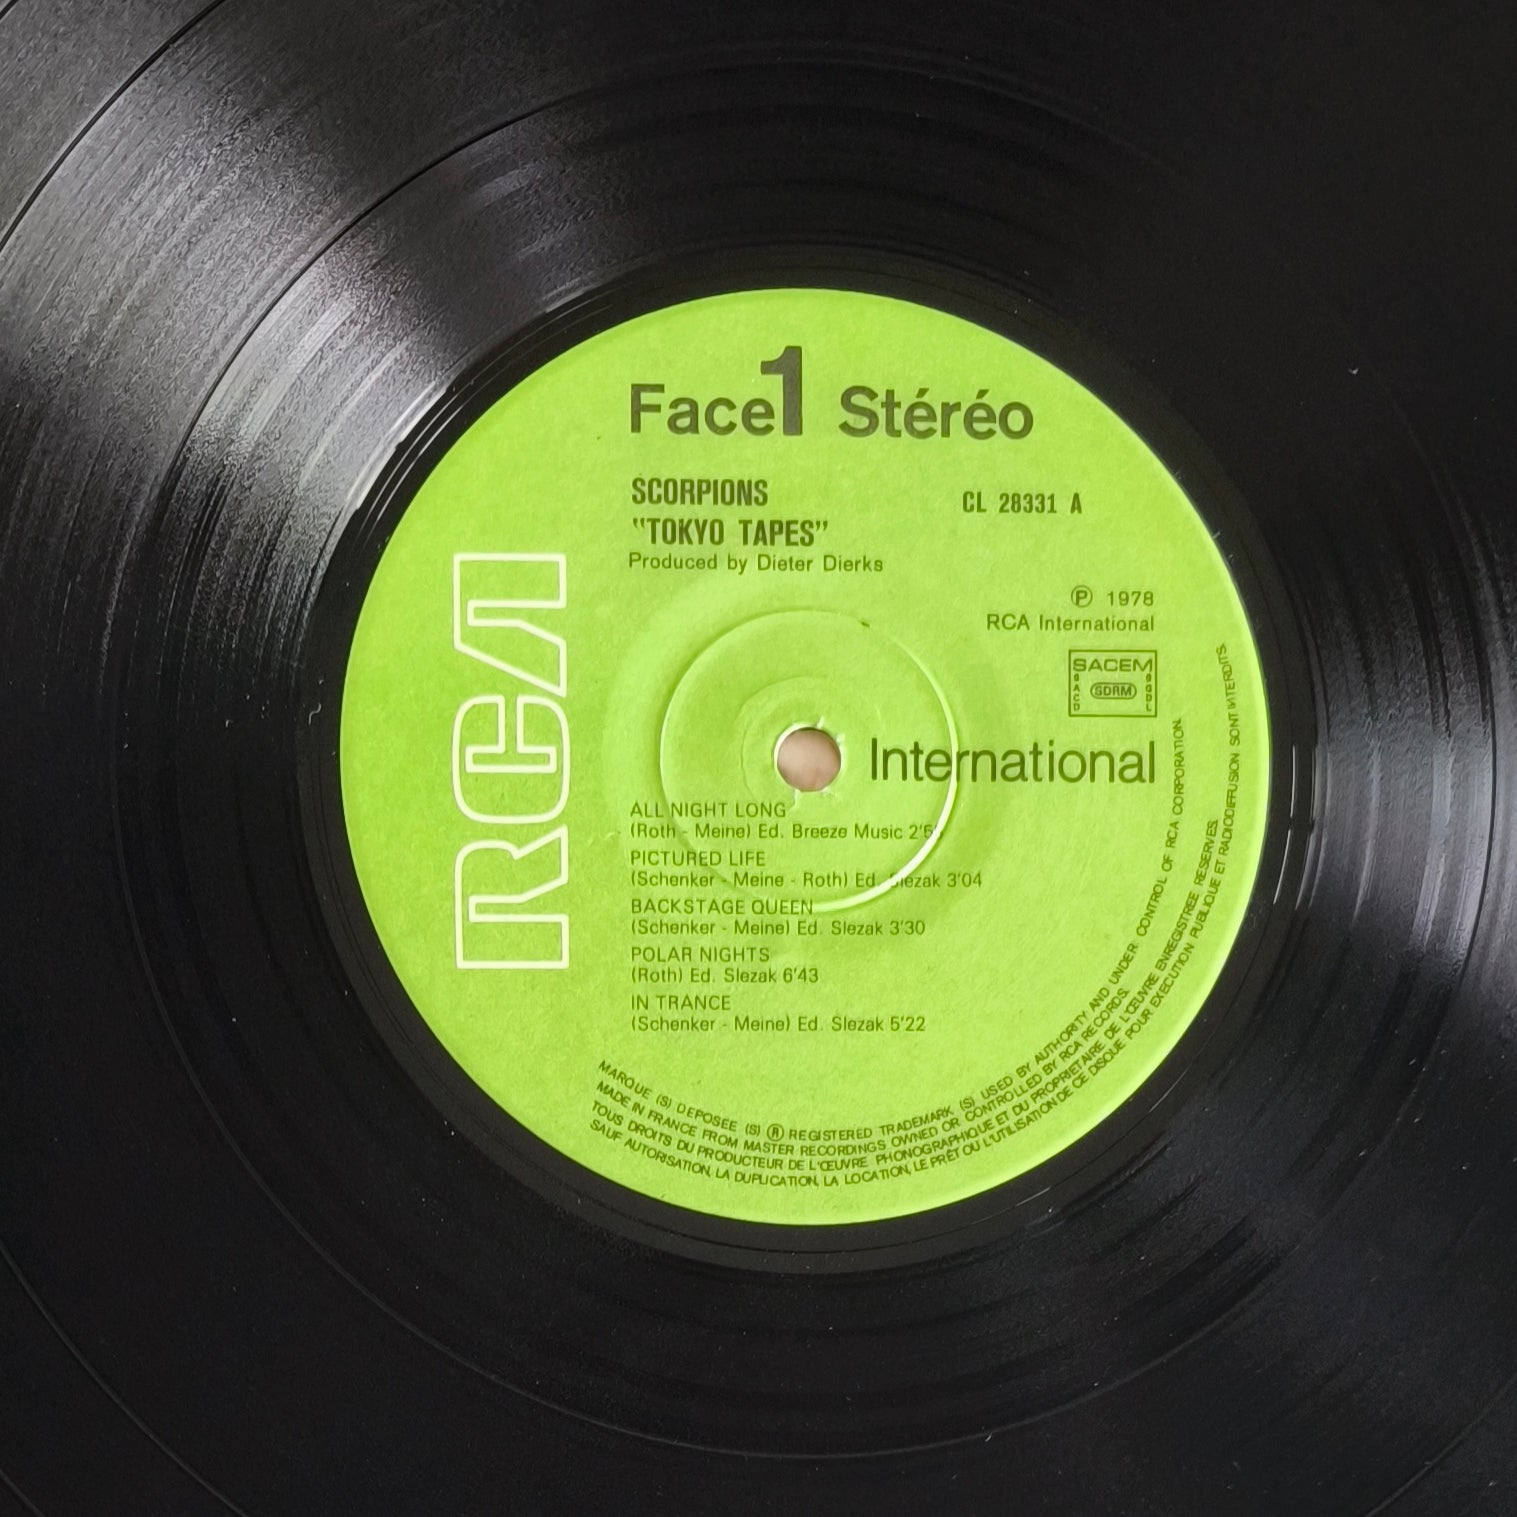 Face 1 Stéréo
SCORPIONS
CL 28331 A
"TOKYO TAPES"
Produced by Dieter Dierks
℗ 1978
RCA International
SACEM
SACD
SDRM
SGDL
RCA
International
ALL NIGHT LONG
(Roth - Meine) Ed. Breeze Music
PICTURED LIFE
(Schenker - Meine - Roth) Ed. Slezak 3'04
BACKSTAGE QUEEN
(Schenker - Meine) Ed. Slezak 3'30
POLAR NIGHTS
(Roth) Ed. Slezak 6'43
IN TRANCE
(Schenker - Meine) Ed. Slezak 5'22
MARQUE (S) DEPOSEE (S) ® REGISTERED TRADEMARK (S) USED BY AUTHORITY AND UNDER CONTROL OF RCA CORPORATION.
MADE IN FRANCE FROM MASTER RECORDINGS OWNED OR CONTROLLED BY RCA RECORDS.
TOUS DROITS DU PRODUCTEUR DE L'ŒUVRE PHONOGRAPHIQUE ET DU PROPRIETAIRE DE L'ŒUVRE ENREGISTREE RESERVES.
SAUF AUTORISATION, LA DUPLICATION, LA LOCATION, LE PRÊT OU L'UTILISATION DE CE DISQUE POUR EXECUTION PUBLIQUE ET RADIODIFFUSION SONT INTERDITS.